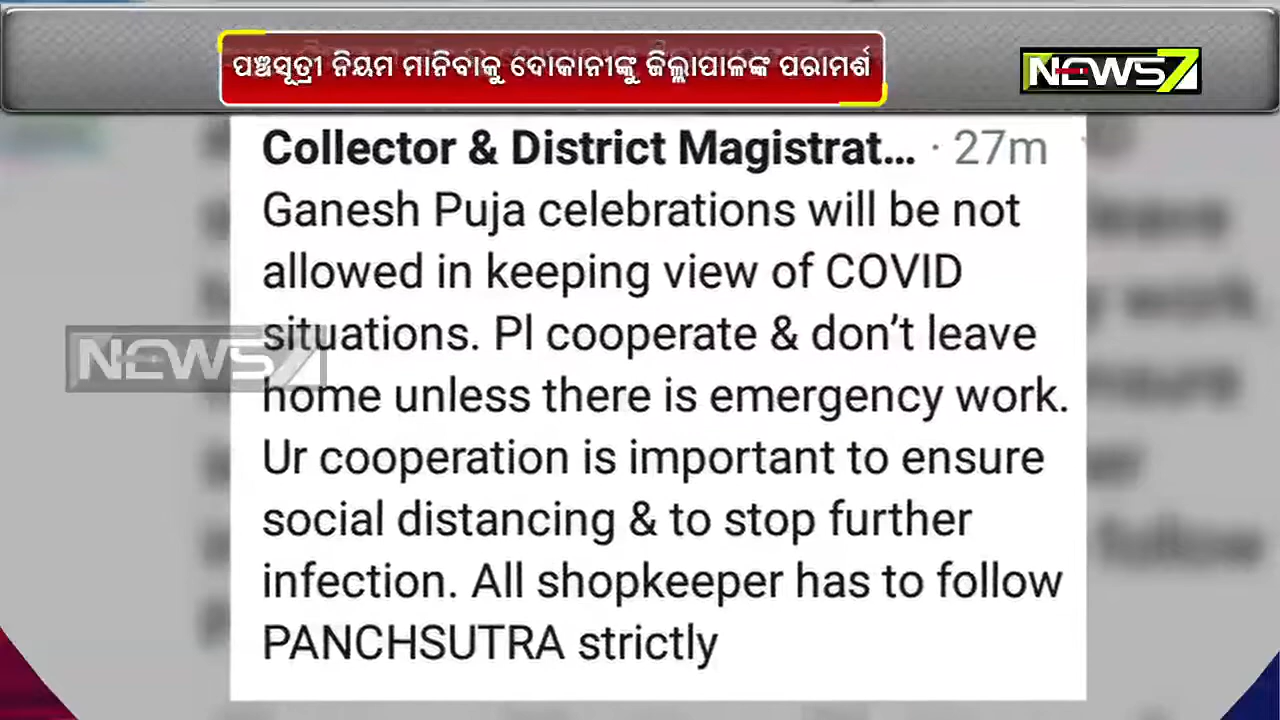 ପଞ୍ଚସୂତ୍ରୀ ନିୟମ ମାନିବାକୁ ଦୋକାନୀଙ୍କୁ ଜିଲ୍ଲାପାଳଙ୍କ ପରାମର୍ଶ
NEWS7
Collector & District Magistrat... · 27m
Ganesh Puja celebrations will be not
allowed in keeping view of COVID
situations. Pl cooperate & don't leave
NEWS7
home unless there is emergency work.
Ur cooperation is important to ensure
social distancing & to stop further
infection. All shopkeeper has to follow
PANCHSUTRA strictly